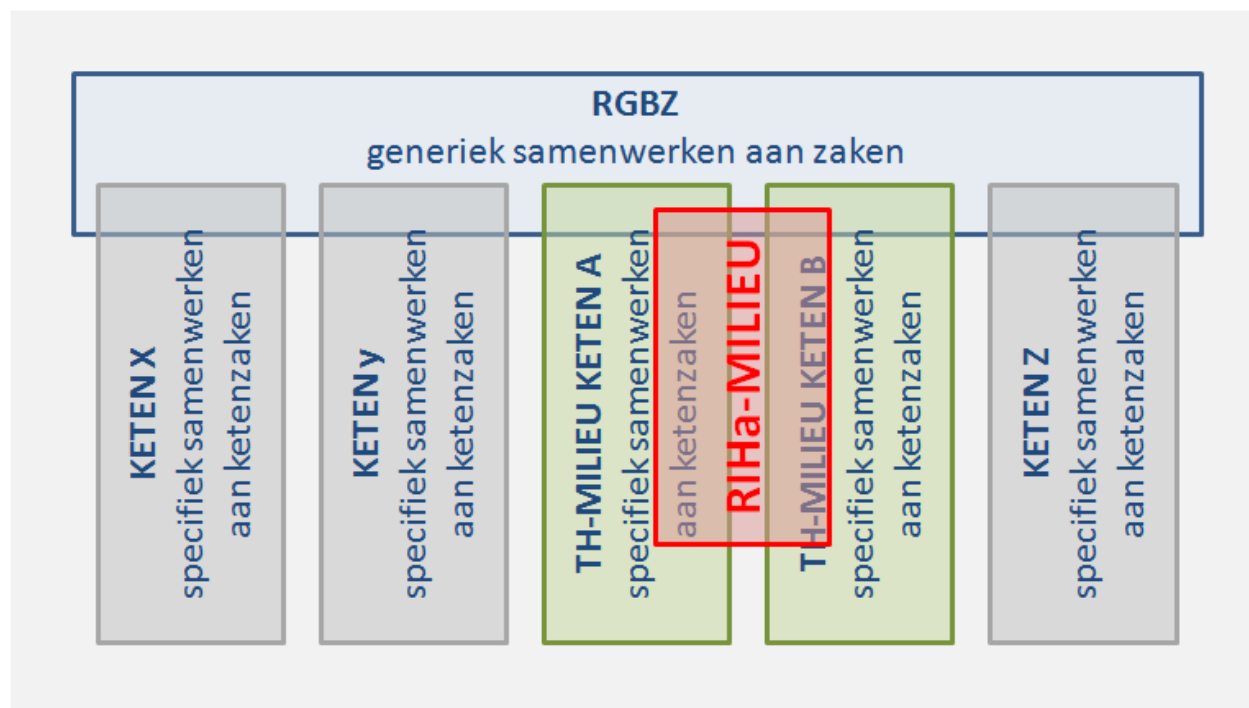 RGBZ
generiek samenwerken aan zaken
KETEN X
specifiek samenwerken
aan ketenzaken
KETEN y
specifiek samenwerken
aan ketenzaken
TH-MILIEU KETEN A
specifiek samenwerken
aan ketenzaken
RIHa-MILIEU
TH-MILIEU KETEN B
specifiek samenwerken
aan ketenzaken
KETEN Z
specifiek samenwerken
aan ketenzaken